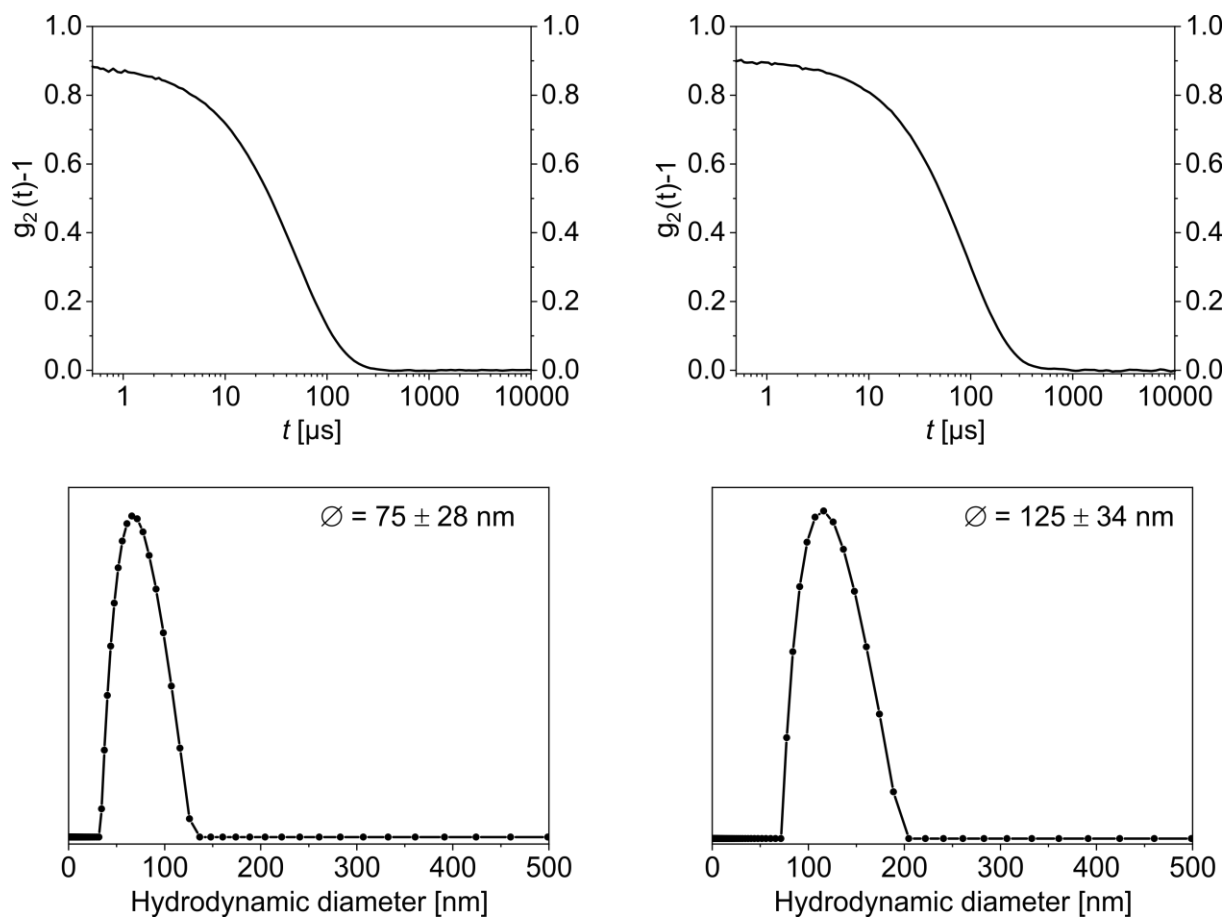 1.0 1.0
0.8 0.8
0.6 0.6
0.4 0.4
0.2 0.2
0.0 0.0
g₂(t)-1
1 10 100 1000 10000
t [µs]
1.0 1.0
0.8 0.8
0.6 0.6
0.4 0.4
0.2 0.2
0.0 0.0
g₂(t)-1
1 10 100 1000 10000
t [µs]
∅ = 75 ± 28 nm
0 100 200 300 400 500
Hydrodynamic diameter [nm]
∅ = 125 ± 34 nm
0 100 200 300 400 500
Hydrodynamic diameter [nm]